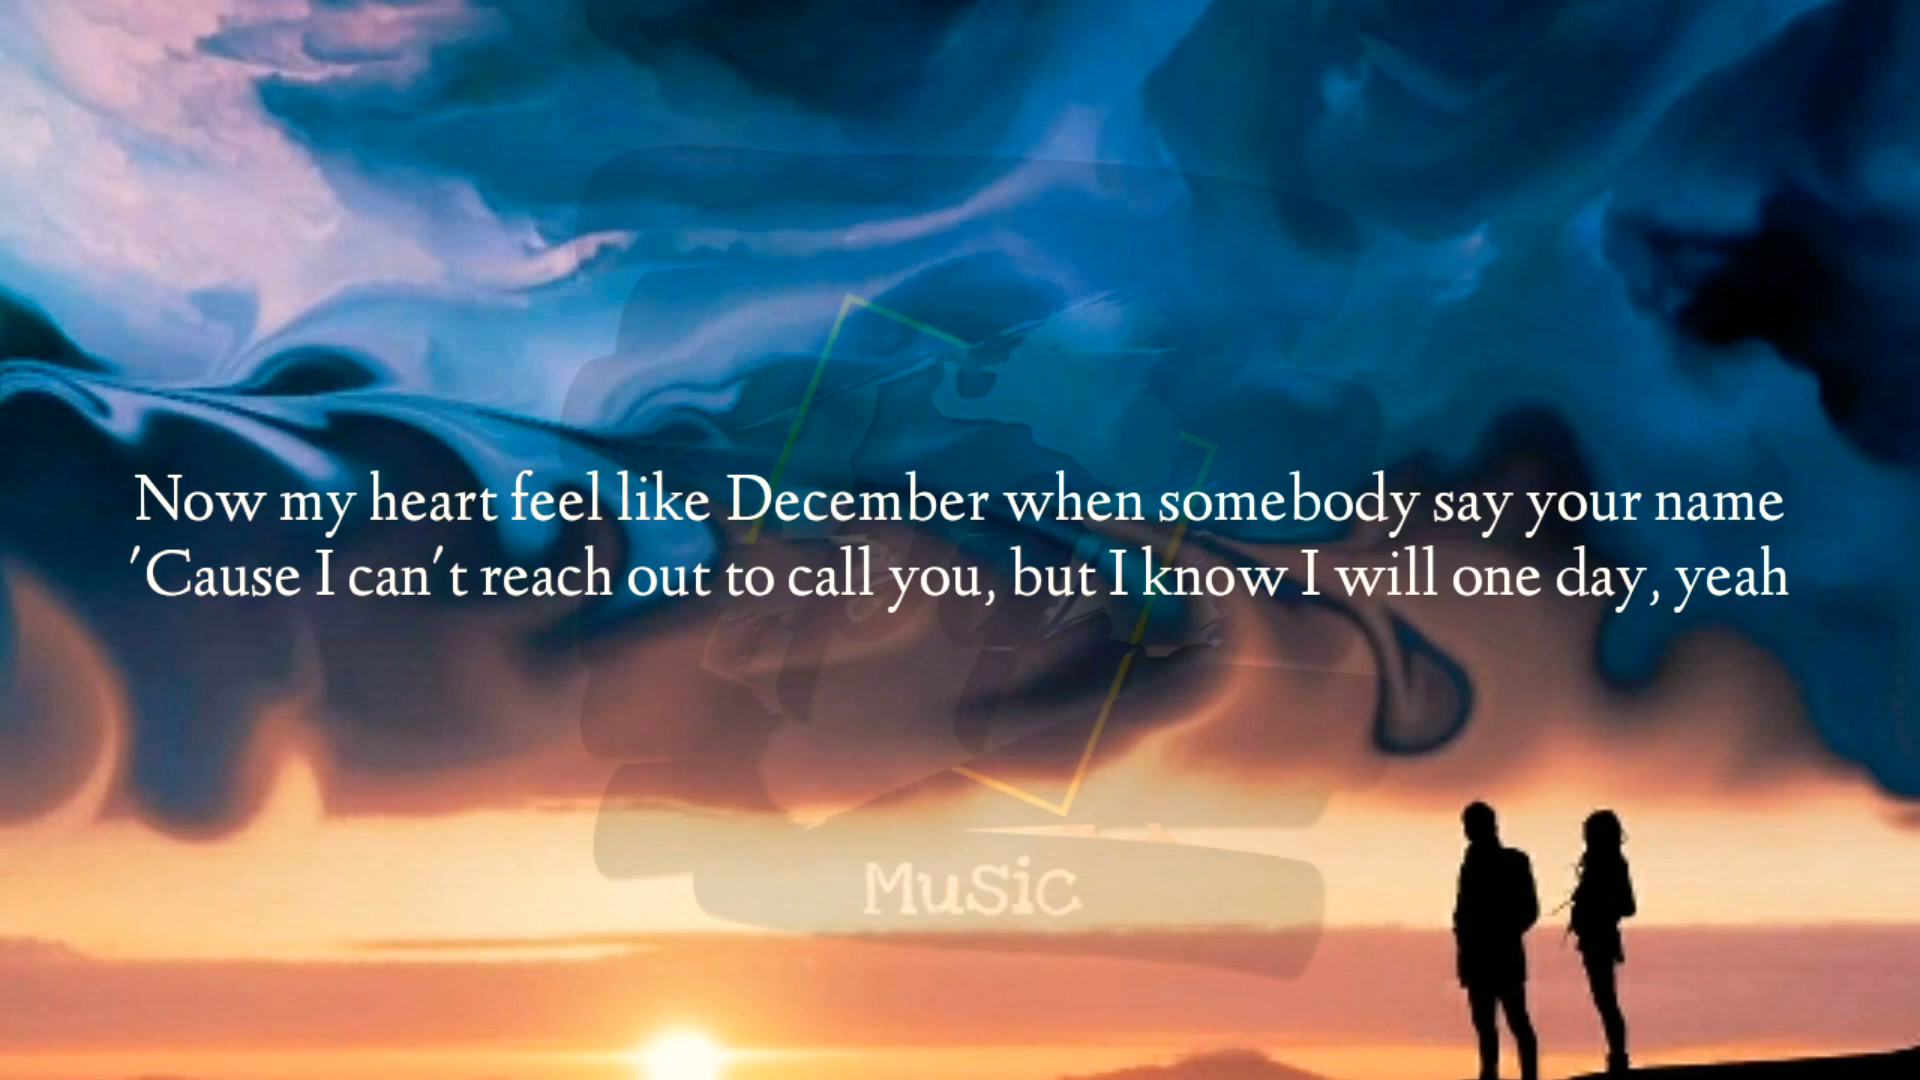 Now my heart feel like December when somebody say your name
'Cause I can't reach out to call you, but I know I will one day, yeah
Music